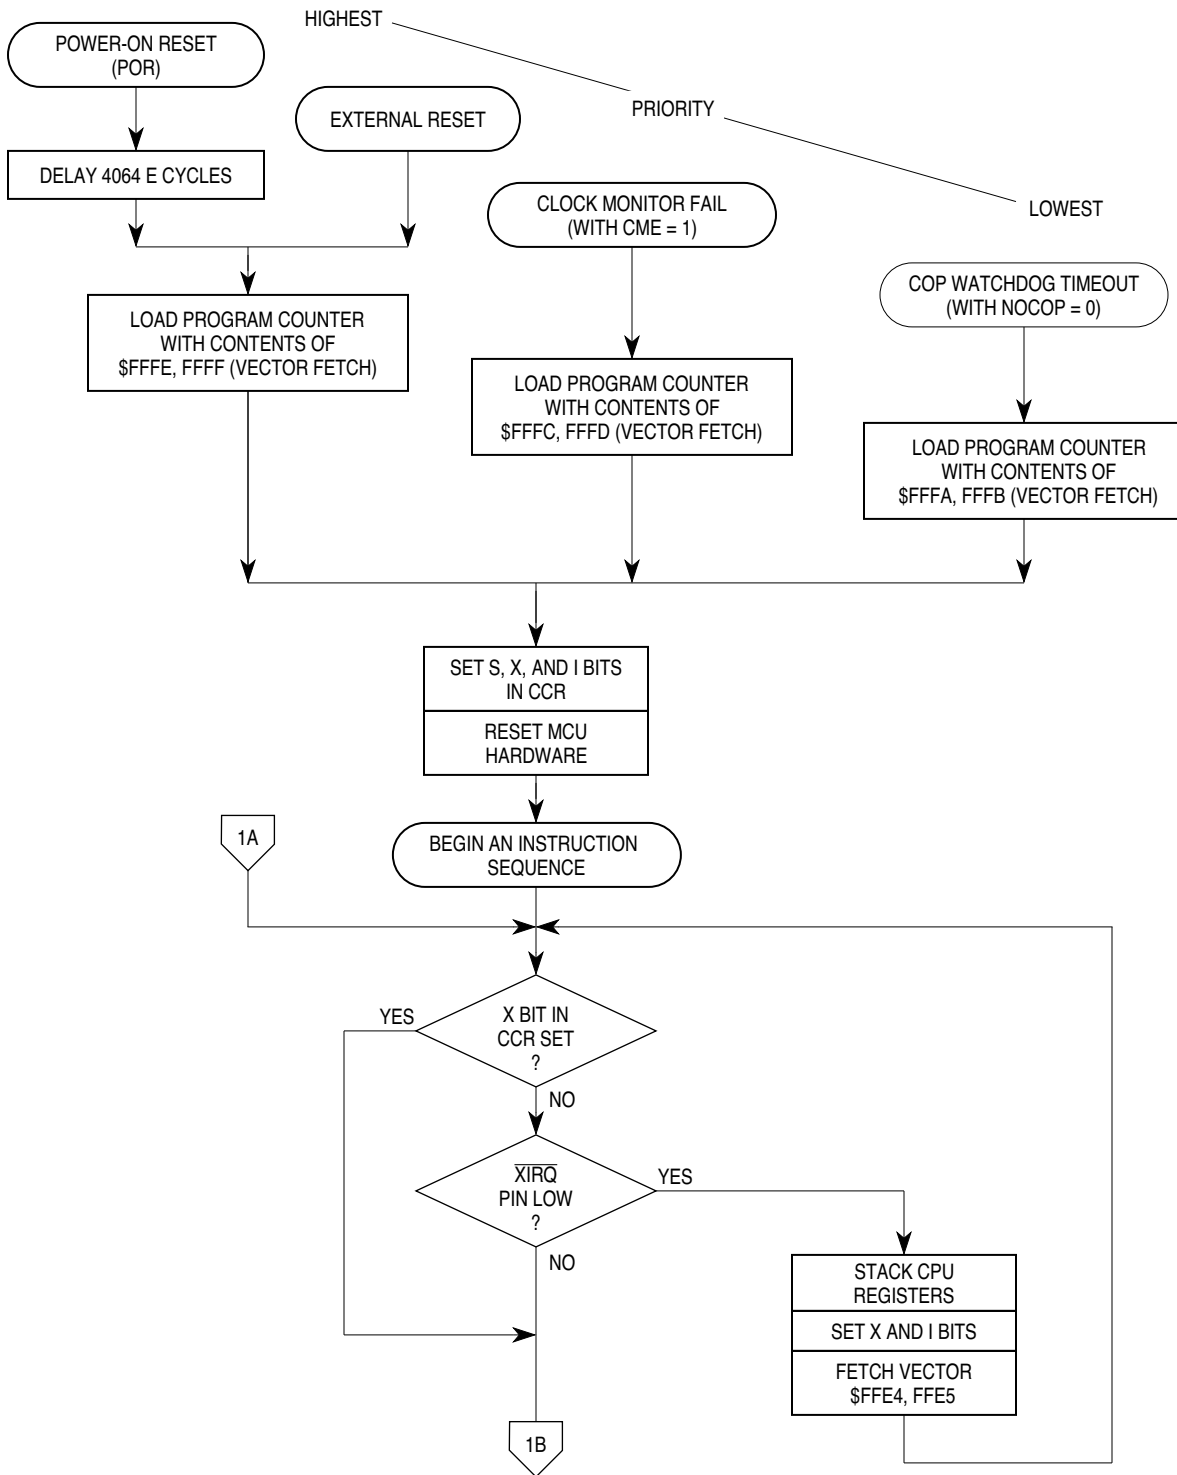 HIGHEST
POWER-ON RESET
(POR)
PRIORITY
EXTERNAL RESET
DELAY 4064 E CYCLES
CLOCK MONITOR FAIL
(WITH CME = 1)
LOWEST
COP WATCHDOG TIMEOUT
(WITH NOCOP = 0)
LOAD PROGRAM COUNTER
WITH CONTENTS OF
$FFFE, FFFF (VECTOR FETCH)
LOAD PROGRAM COUNTER
WITH CONTENTS OF
$FFFC, FFFD (VECTOR FETCH)
LOAD PROGRAM COUNTER
WITH CONTENTS OF
$FFFA, FFFB (VECTOR FETCH)
SET S, X, AND I BITS
IN CCR
RESET MCU
HARDWARE
1A
BEGIN AN INSTRUCTION
SEQUENCE
YES
X BIT IN
CCR SET
?
NO
XIRQ
PIN LOW
?
YES
NO
STACK CPU
REGISTERS
SET X AND I BITS
FETCH VECTOR
$FFE4, FFE5
1B